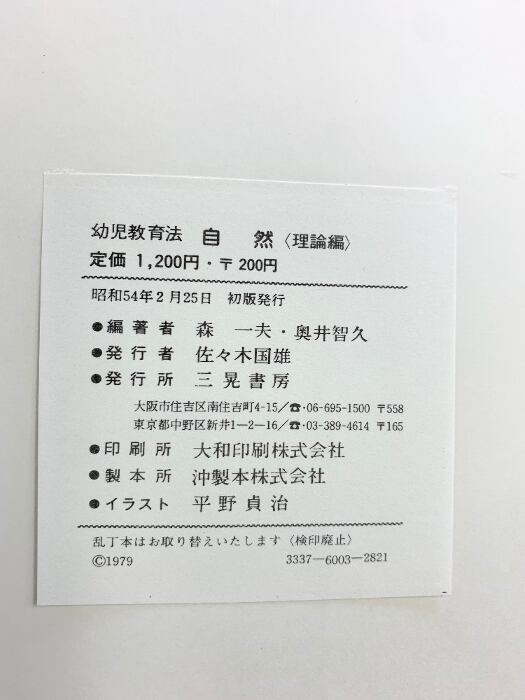 幼児教育法 自然〈理論編〉
定価 1,200円・〒200円
昭和54年2月25日 初版発行
●編著者 森 一夫・奥井智久
●発行者 佐々木国雄
●発行所 三晃書房
大阪市住吉区南住吉町4-15/☎・06-695-1500 〒558
東京都中野区新井1-2-16/☎・03-389-4614 〒165
●印刷所 大和印刷株式会社
●製本所 沖製本株式会社
●イラスト 平野貞治
乱丁本はお取り替えいたします〈検印廃止〉
©1979 3337-6003-2821